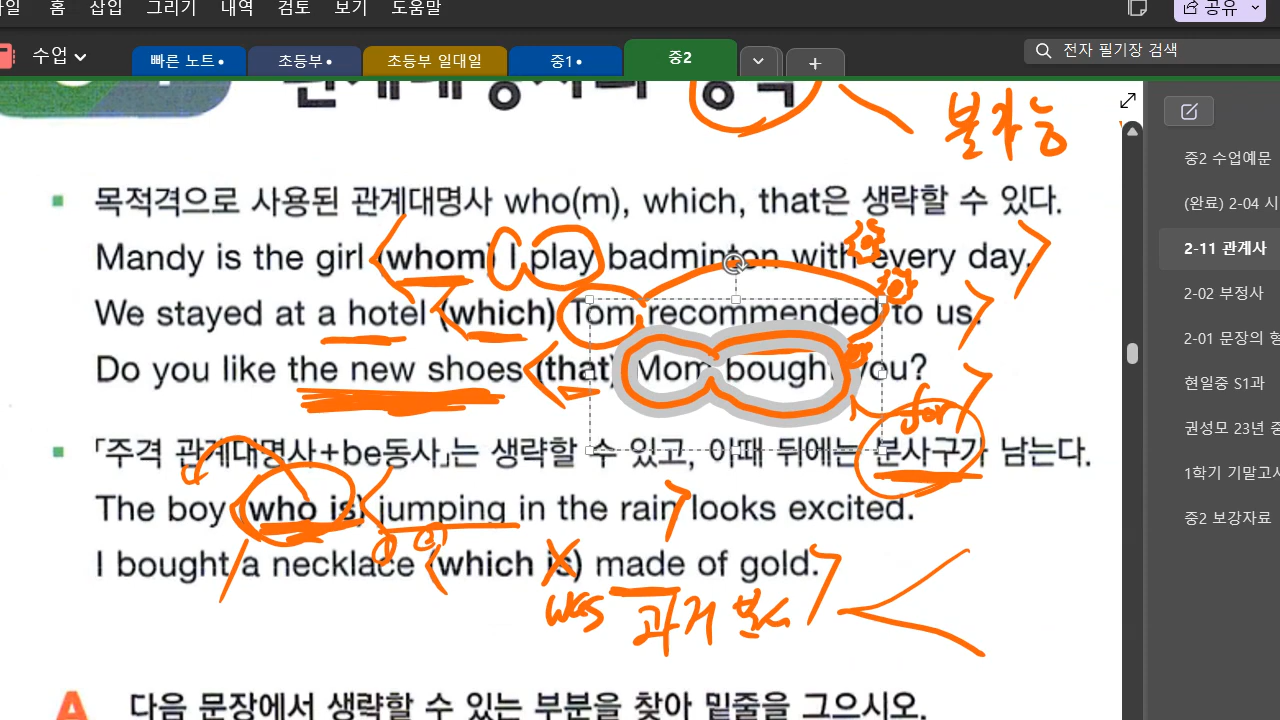 파일 홈 삽입 그리기 내역 검토 보기 도움말
공유
수업
빠른 노트
초등부
초등부 일대일
중1
중2
전자 필기장 검색
불가능
목적격으로 사용된 관계대명사 who(m), which, that은 생략할 수 있다.
Mandy is the girl (whom) I play badminton with every day.
We stayed at a hotel (which) Tom recommended to us.
Do you like the new shoes (that) Mom bought you?
for
「주격 관계대명사+be동사」는 생략할 수 있고, 이때 뒤에는 분사구가 남는다.
The boy (who is) jumping in the rain looks excited.
I bought a necklace (which is) made of gold.
was 과거 분사
A 다음 문장에서 생략할 수 있는 부분을 찾아 밑줄을 그으시오.
중2 수업예문
(완료) 2-04 시
2-11 관계사
2-02 부정사
2-01 문장의 형
현일중 S1과
권성모 23년 중
1학기 기말고사
중2 보강자료